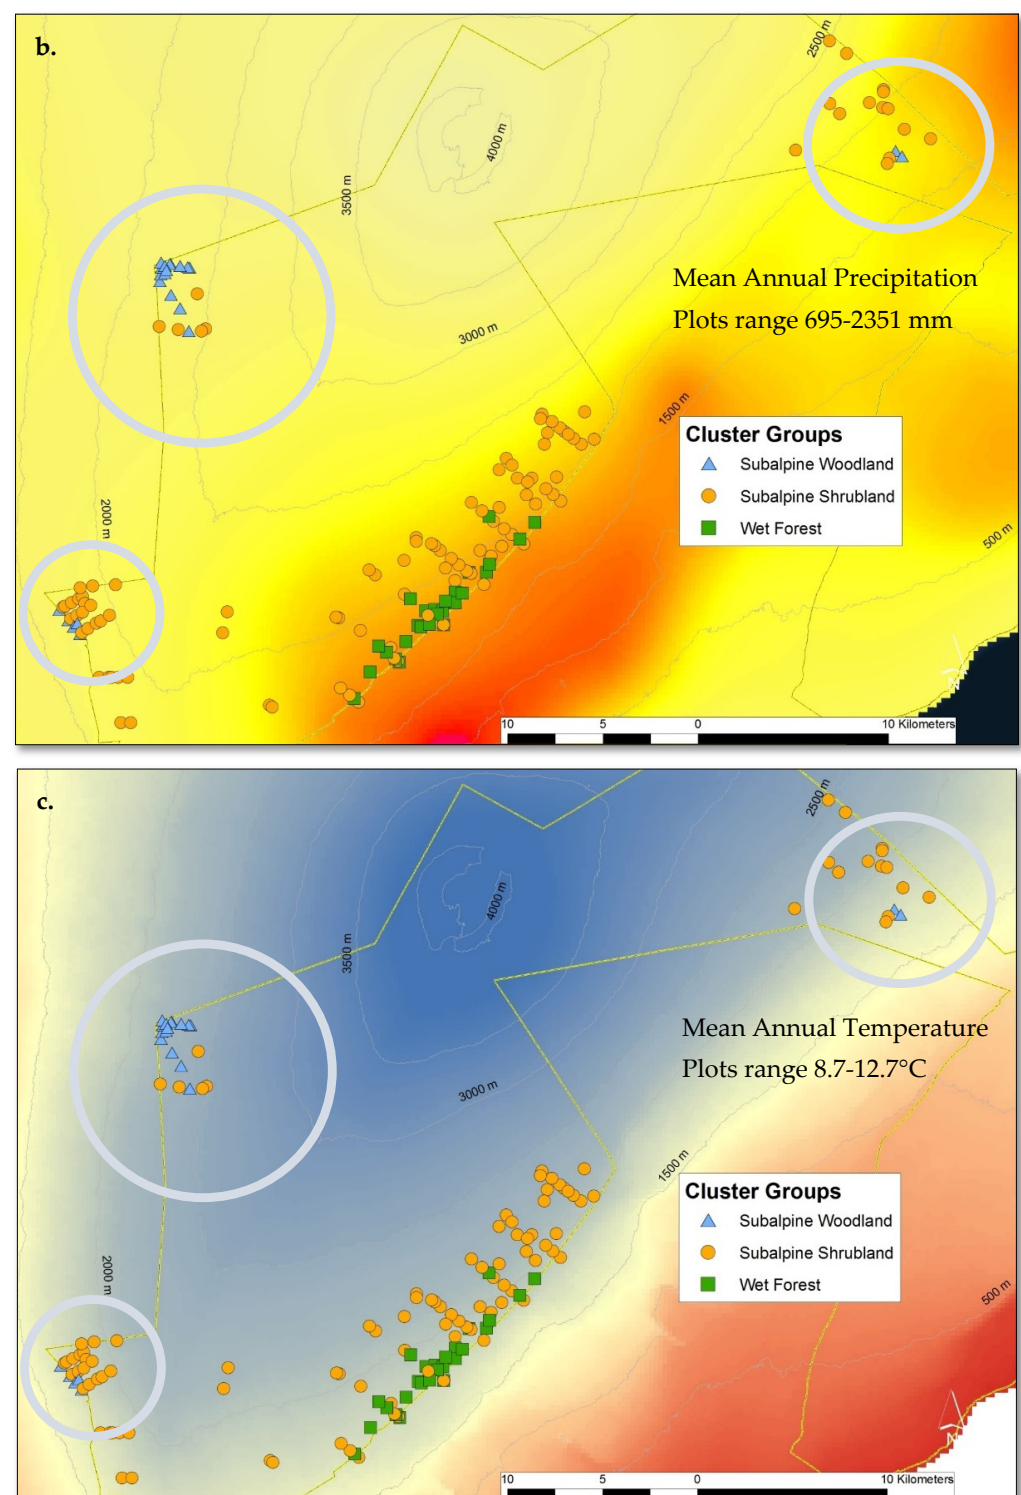 b.
2500 m
4000 m
3500 m
Mean Annual Precipitation
Plots range 695-2351 mm
3000 m
1500 m
Cluster Groups
Subalpine Woodland
Subalpine Shrubland
Wet Forest
2000 m
500 m
N
10 5 0 10 Kilometers
c.
2500 m
4000 m
3500 m
Mean Annual Temperature
Plots range 8.7-12.7°C
3000 m
1500 m
Cluster Groups
Subalpine Woodland
Subalpine Shrubland
Wet Forest
2000 m
500 m
N
10 5 0 10 Kilometers